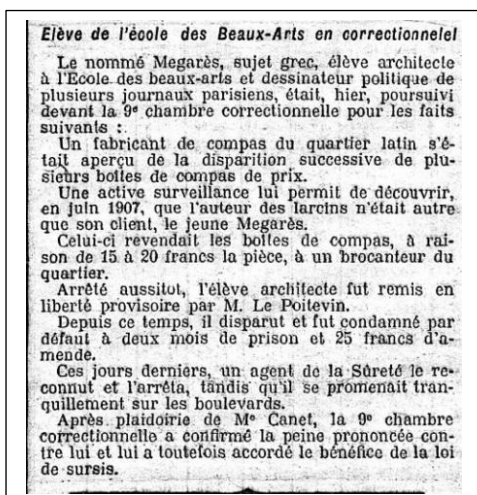 Elève de l'école des Beaux-Arts en correctionnelle!
Le nommé Megarès, sujet grec, élève architecte
à l'Ecole des beaux-arts et dessinateur politique de
plusieurs journaux parisiens, était, hier, poursuivi
devant la 9e chambre correctionnelle pour les faits
suivants :
Un fabricant de compas du quartier latin s'é-
tait aperçu de la disparition successive de plu-
sieurs boîtes de compas de prix.
Une active surveillance lui permit de découvrir,
en juin 1907, que l'auteur des larcins n'était autre
que son client, le jeune Megarès.
Celui-ci revendait les boîtes de compas, à rai-
son de 15 à 20 francs la pièce, à un brocanteur du
quartier.
Arrêté aussitot, l'élève architecte fut remis en
liberté provisoire par M. Le Poitevin.
Depuis ce temps, il disparut et fut condamné par
défaut à deux mois de prison et 25 francs d'a-
mende.
Ces jours derniers, un agent de la Sûreté le re-
connut et l'arrêta, tandis qu'il se promenait tran-
quillement sur les boulevards.
Après plaidoirie de Me Canet, la 9e chambre
correctionnelle a confirmé la peine prononcée con-
tre lui et lui a toutefois accordé le bénéfice de la loi
de sursis.